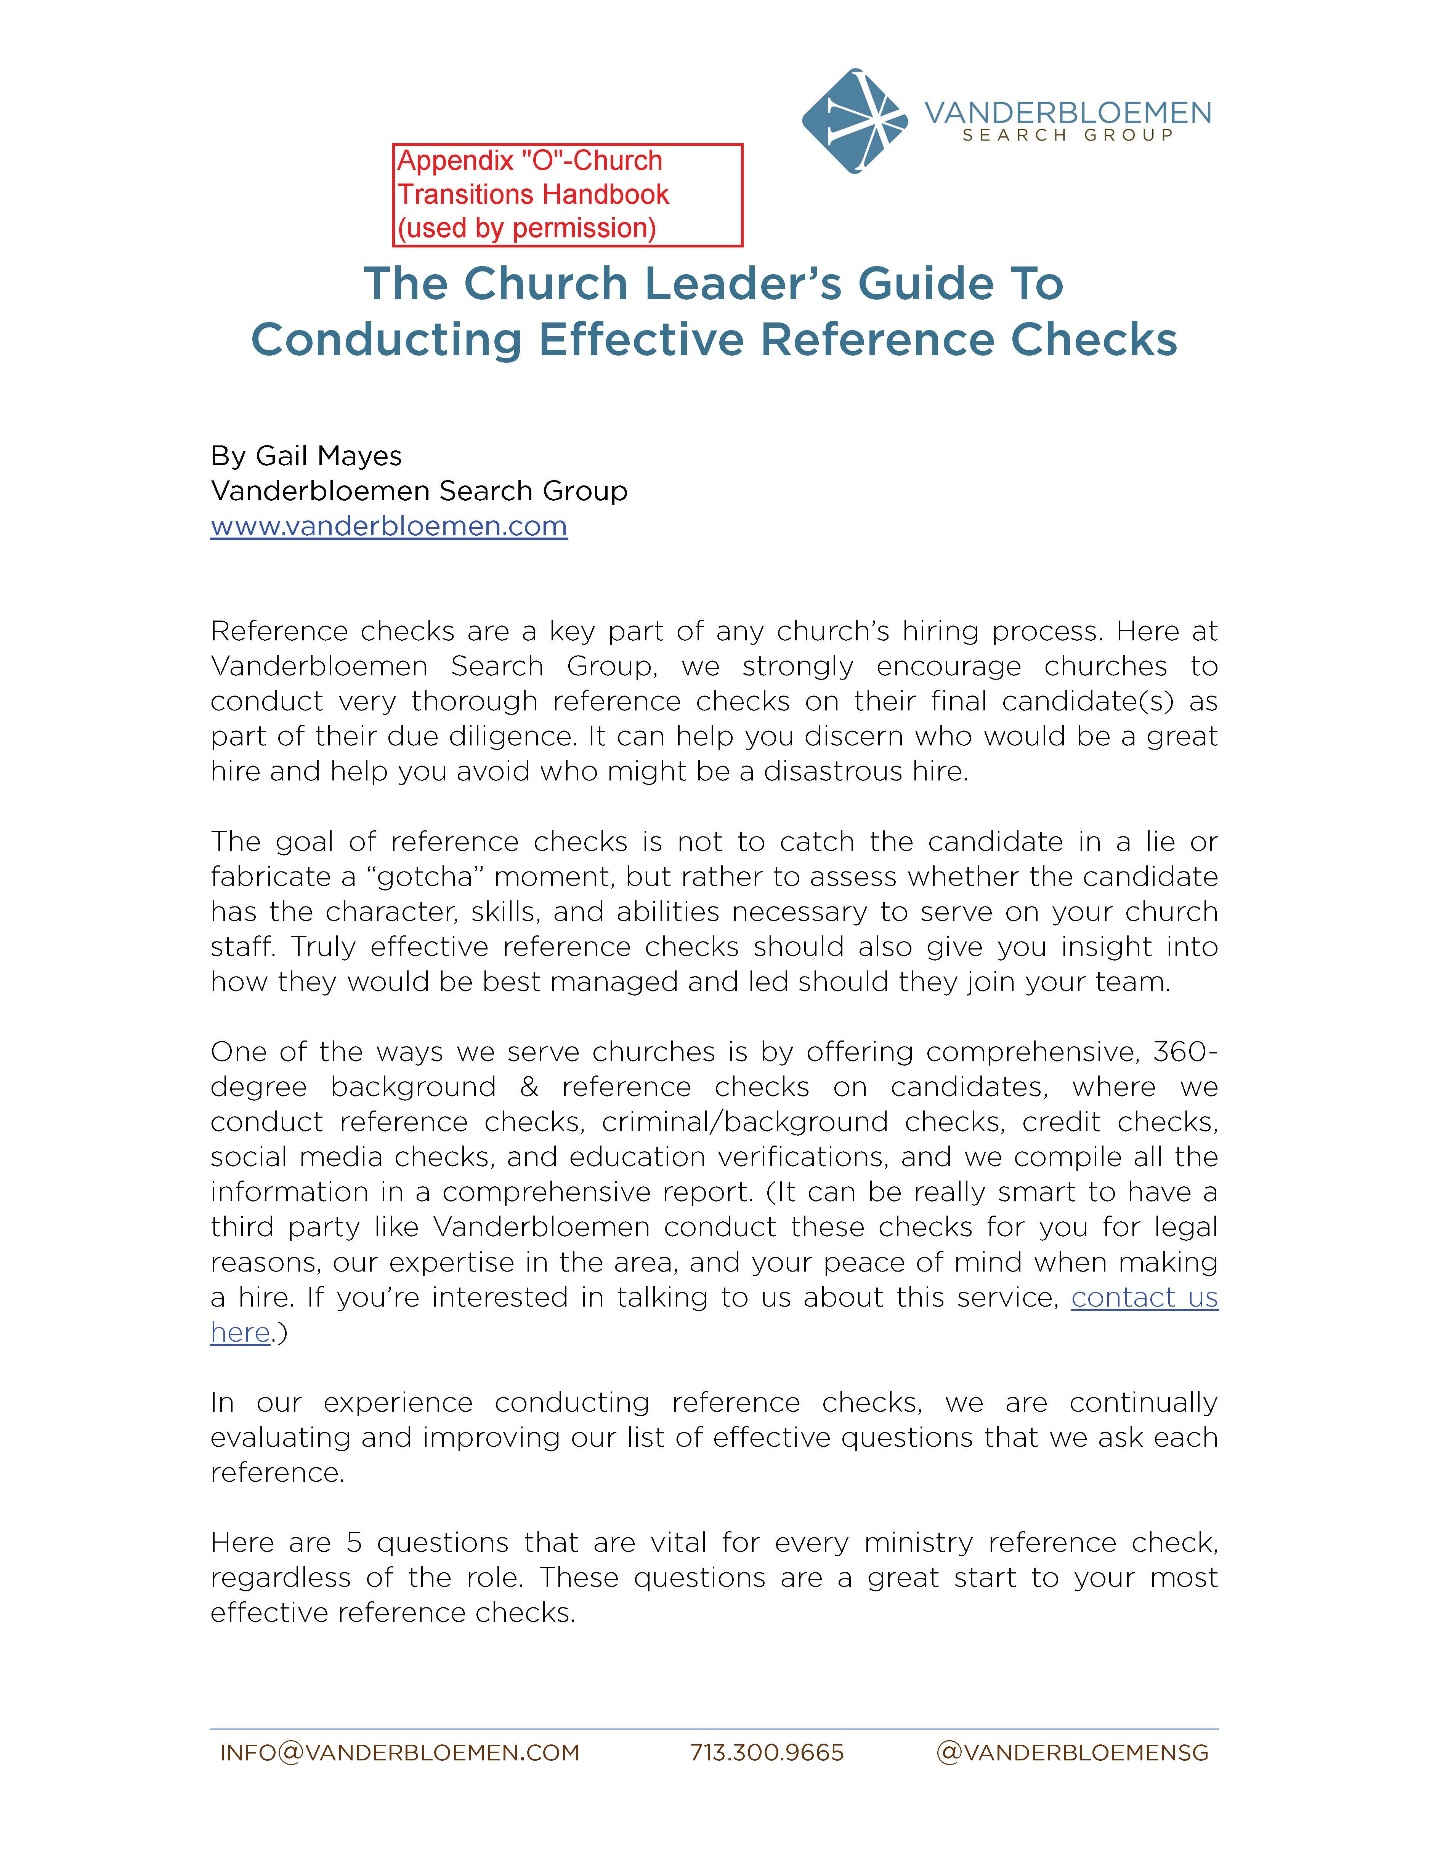 VANDERBLOEMEN
SEARCH GROUP
Appendix "O"-Church
Transitions Handbook
(used by permission)
The Church Leader’s Guide To
Conducting Effective Reference Checks
By Gail Mayes
Vanderbloemen Search Group
www.vanderbloemen.com
Reference checks are a key part of any church’s hiring process. Here at
Vanderbloemen Search Group, we strongly encourage churches to
conduct very thorough reference checks on their final candidate(s) as
part of their due diligence. It can help you discern who would be a great
hire and help you avoid who might be a disastrous hire.
The goal of reference checks is not to catch the candidate in a lie or
fabricate a “gotcha” moment, but rather to assess whether the candidate
has the character, skills, and abilities necessary to serve on your church
staff. Truly effective reference checks should also give you insight into
how they would be best managed and led should they join your team.
One of the ways we serve churches is by offering comprehensive, 360-
degree background & reference checks on candidates, where we
conduct reference checks, criminal/background checks, credit checks,
social media checks, and education verifications, and we compile all the
information in a comprehensive report. (It can be really smart to have a
third party like Vanderbloemen conduct these checks for you for legal
reasons, our expertise in the area, and your peace of mind when making
a hire. If you’re interested in talking to us about this service, contact us
here.)
In our experience conducting reference checks, we are continually
evaluating and improving our list of effective questions that we ask each
reference.
Here are 5 questions that are vital for every ministry reference check,
regardless of the role. These questions are a great start to your most
effective reference checks.
INFO@VANDERBLOEMEN.COM 713.300.9665 @VANDERBLOEMENSG